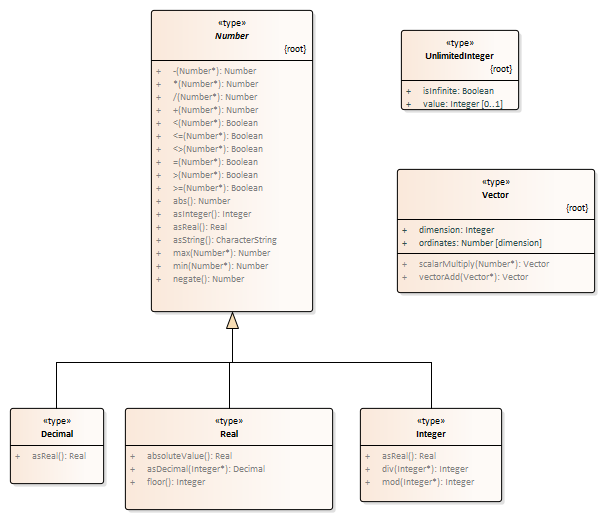 «type»
Number
{root}
+ -(Number*): Number
+ *(Number*): Number
+ /(Number*): Number
+ +(Number*): Number
+ <(Number*): Boolean
+ <=(Number*): Boolean
+ <>(Number*): Boolean
+ =(Number*): Boolean
+ >(Number*): Boolean
+ >=(Number*): Boolean
+ abs(): Number
+ asInteger(): Integer
+ asReal(): Real
+ asString(): CharacterString
+ max(Number*): Number
+ min(Number*): Number
+ negate(): Number
«type»
UnlimitedInteger
{root}
+ isInfinite: Boolean
+ value: Integer [0..1]
«type»
Vector
{root}
+ dimension: Integer
+ ordinates: Number [dimension]
+ scalarMultiply(Number*): Vector
+ vectorAdd(Vector*): Vector
«type»
Decimal
+ asReal(): Real
«type»
Real
+ absoluteValue(): Real
+ asDecimal(Integer*): Decimal
+ floor(): Integer
«type»
Integer
+ asReal(): Real
+ div(Integer*): Integer
+ mod(Integer*): Integer